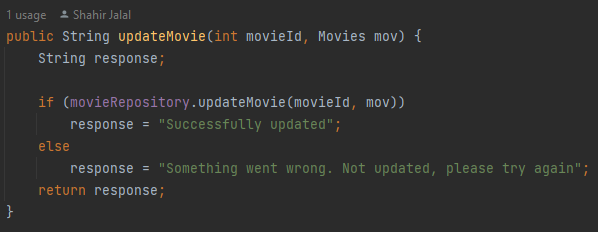 1 usage Shahir Jalal
public String updateMovie(int movieId, Movies mov) {
    String response;

    if (movieRepository.updateMovie(movieId, mov))
        response = "Successfully updated";
    else
        response = "Something went wrong. Not updated, please try again";
    return response;
}